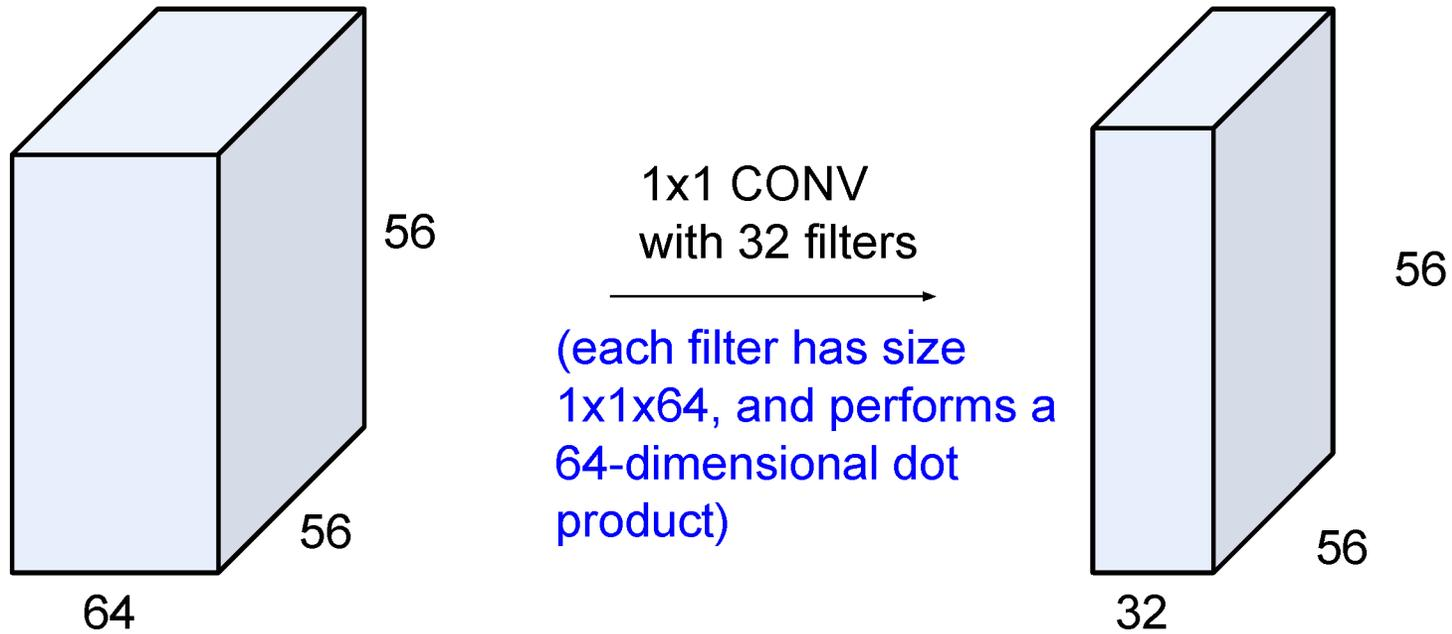 56
56
64
1x1 CONV
with 32 filters
(each filter has size
1x1x64, and performs a
64-dimensional dot
product)
56
56
32